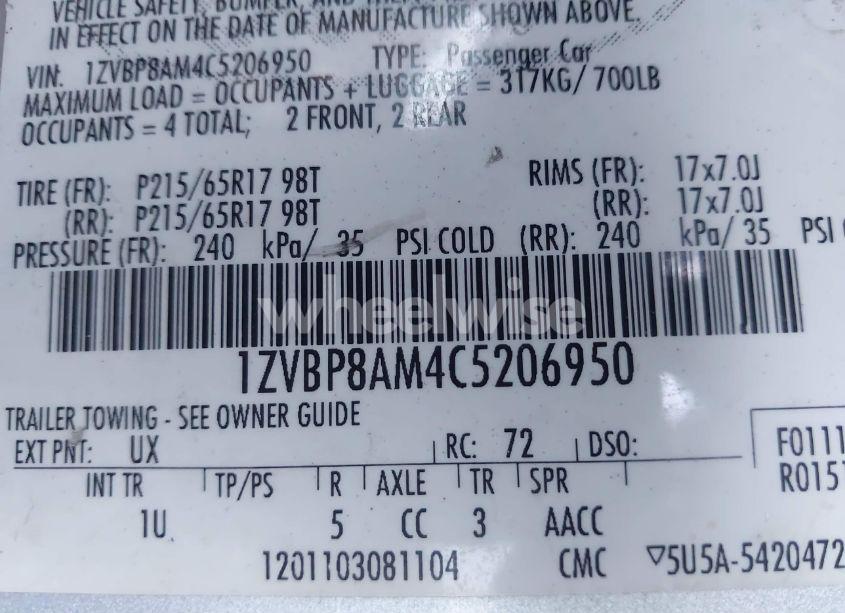 VEHICLE SAFETY, BUMPER, AND
IN EFFECT ON THE DATE OF MANUFACTURE SHOWN ABOVE.
VIN: 1ZVBP8AM4C5206950 TYPE: Passenger Car
MAXIMUM LOAD = OCCUPANTS + LUGGAGE = 317KG/ 700LB
OCCUPANTS = 4 TOTAL; 2 FRONT, 2 REAR
TIRE (FR): P215/65R17 98T RIMS (FR): 17x7.0J
(RR): P215/65R17 98T (RR): 17x7.0J
PRESSURE (FR): 240 kPa/ 35 PSI COLD (RR): 240 kPa/ 35 PSI
wheelwise
1ZVBP8AM4C5206950
TRAILER TOWING - SEE OWNER GUIDE
EXT PNT: UX RC: 72 DSO: F0111
INT TR TP/PS R AXLE TR SPR R015
1U 5 CC 3 AACC
1201103081104 CMC ▽5U5A-5420472